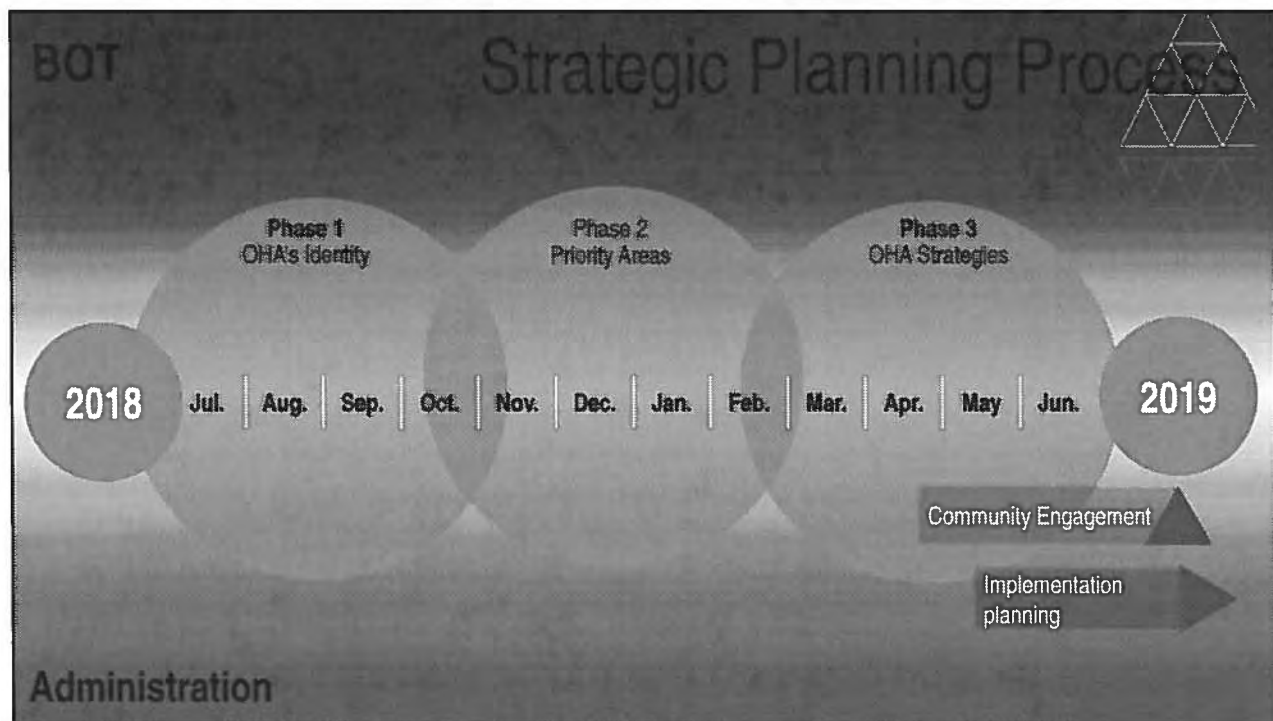 BOT
Strategic Planning Process
Phase 1
OHA's Identity
Phase 2
Priority Areas
Phase 3
OHA Strategies
2018
Jul.
Aug.
Sep.
Oct.
Nov.
Dec.
Jan.
Feb.
Mar.
Apr.
May
Jun.
2019
Community Engagement
Implementation
planning
Administration